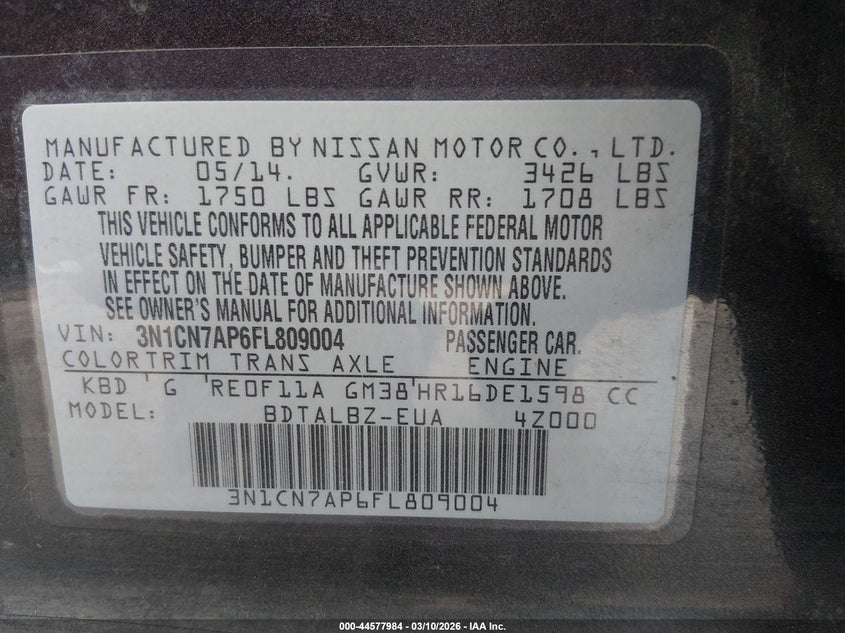 MANUFACTURED BY NISSAN MOTOR CO., LTD.
DATE: 05/14. GVWR: 3426 LBS
GAWR FR: 1750 LBS GAWR RR: 1708 LBS
THIS VEHICLE CONFORMS TO ALL APPLICABLE FEDERAL MOTOR
VEHICLE SAFETY, BUMPER AND THEFT PREVENTION STANDARDS
IN EFFECT ON THE DATE OF MANUFACTURE SHOWN ABOVE.
SEE OWNER'S MANUAL FOR ADDITIONAL INFORMATION.
VIN: 3N1CN7AP6FL809004 PASSENGER CAR.
COLORTRIM TRANS AXLE ENGINE
KBD ' G 'RE0F11A GM38'HR16DE1598 CC
MODEL: BDTALBZ-EUA 4Z000
3N1CN7AP6FL809004
000-44577984 - 03/10/2026 - IAA Inc.